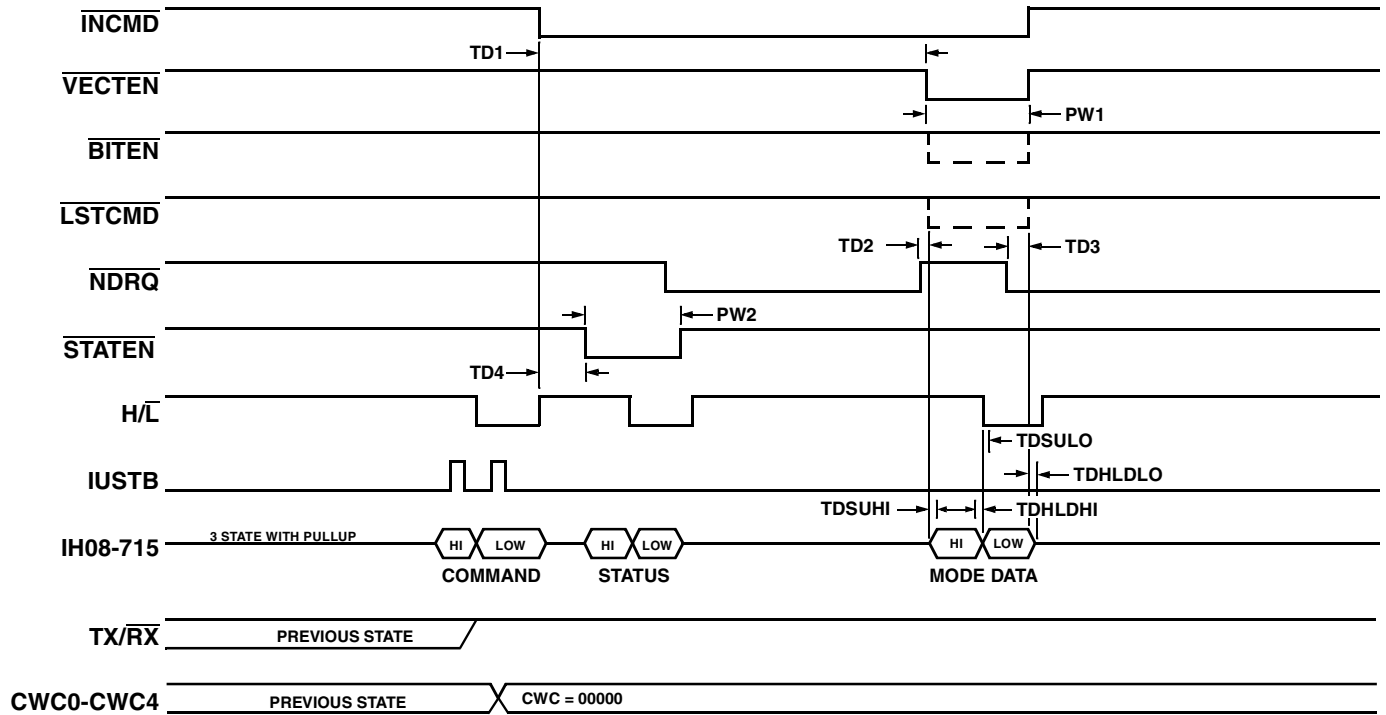 INCMD
TD1
VECTEN
PW1
BITEN
LSTCMD
TD2
TD3
NDRQ
PW2
STATEN
TD4
H/L
TDSULO
IUSTB
TDHLDLO
TDSUHI
TDHLDHI
IH08-715
3 STATE WITH PULLUP
HI LOW
HI LOW
HI LOW
COMMAND
STATUS
MODE DATA
TX/RX
PREVIOUS STATE
CWC0-CWC4
PREVIOUS STATE
CWC = 00000